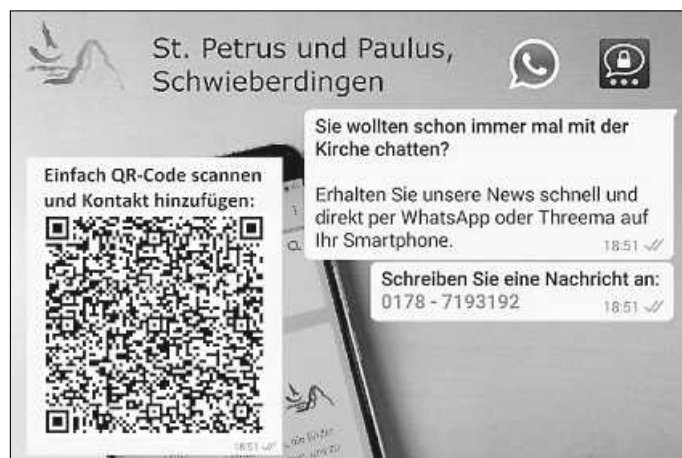 St. Petrus und Paulus,
Schwieberdingen
Sie wollten schon immer mal mit der
Kirche chatten?
Erhalten Sie unsere News schnell und
direkt per WhatsApp oder Threema auf
Ihr Smartphone.
18:51
Schreiben Sie eine Nachricht an:
0178 - 7193192
18:51
Einfach QR-Code scannen
und Kontakt hinzufügen:
18:51